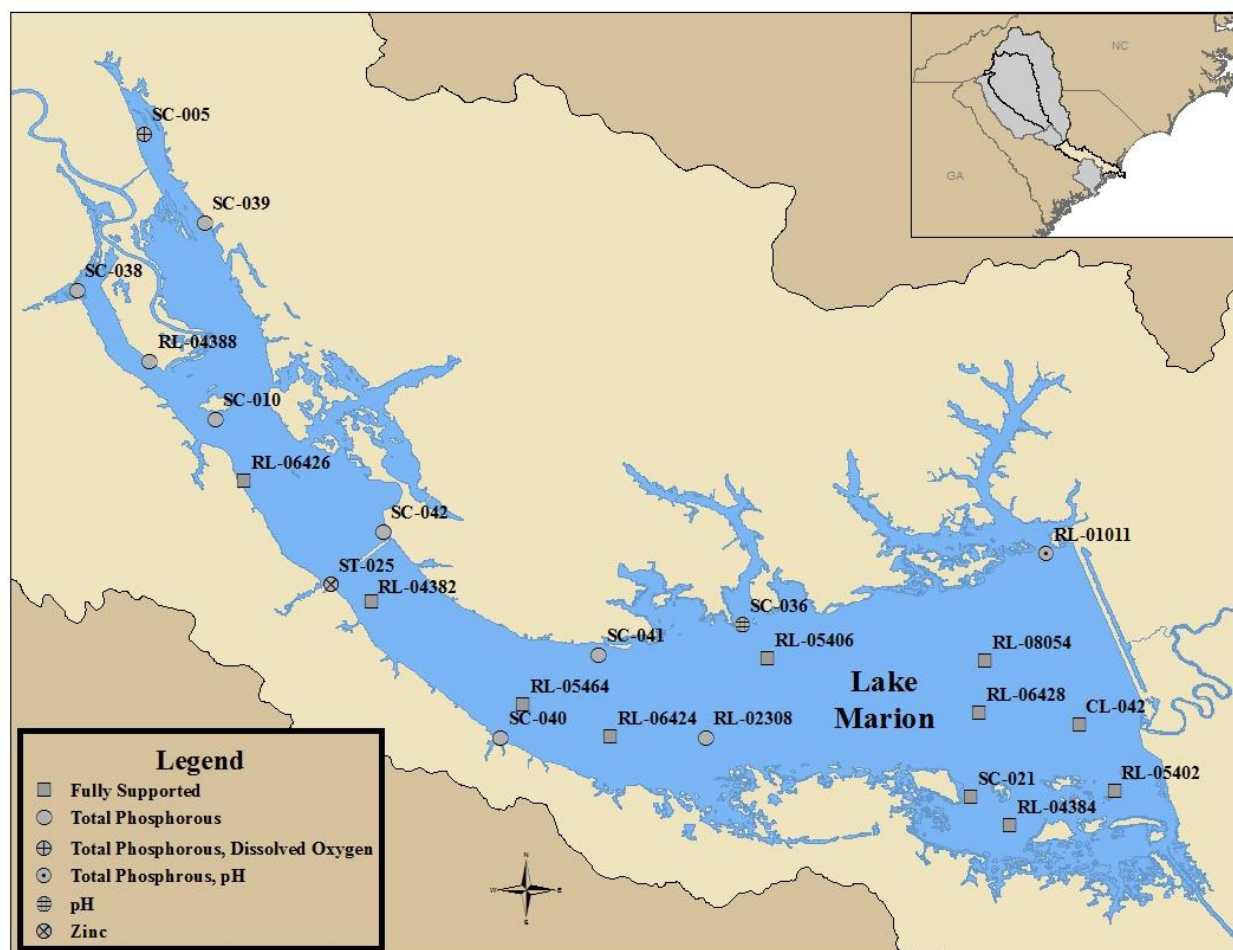 NC
GA
SC-005
SC-039
SC-038
RL-04388
SC-010
RL-06426
SC-042
ST-025
RL-04382
RL-01011
SC-036
SC-041
RL-05406
RL-08054
Lake
Marion
RL-05464
RL-06428
CL-042
SC-040
RL-06424
RL-02308
SC-021
RL-05402
RL-04384
Legend
Fully Supported
Total Phosphorous
Total Phosphorous, Dissolved Oxygen
Total Phosphrous, pH
pH
Zinc
N
W
E
S